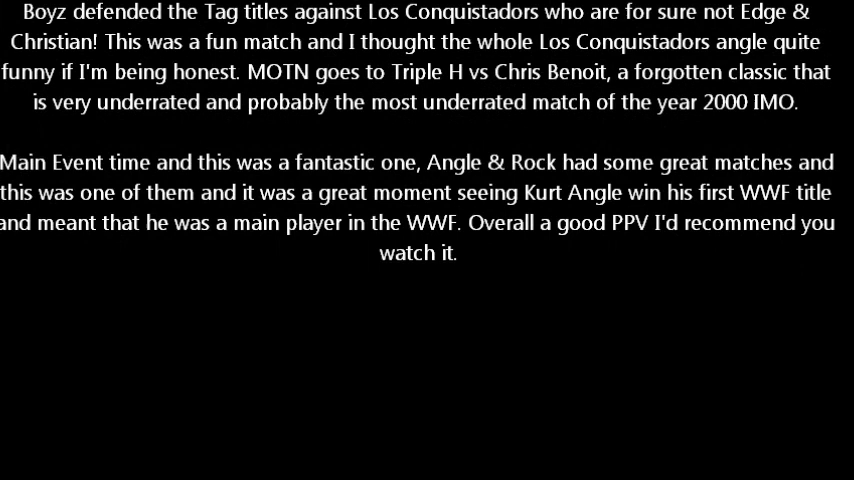 Boyz defended the Tag titles against Los Conquistadors who are for sure not Edge &
Christian! This was a fun match and I thought the whole Los Conquistadors angle quite
funny if I'm being honest. MOTN goes to Triple H vs Chris Benoit, a forgotten classic that
is very underrated and probably the most underrated match of the year 2000 IMO.
Main Event time and this was a fantastic one, Angle & Rock had some great matches and
this was one of them and it was a great moment seeing Kurt Angle win his first WWF title
and meant that he was a main player in the WWF. Overall a good PPV I'd recommend you
watch it.